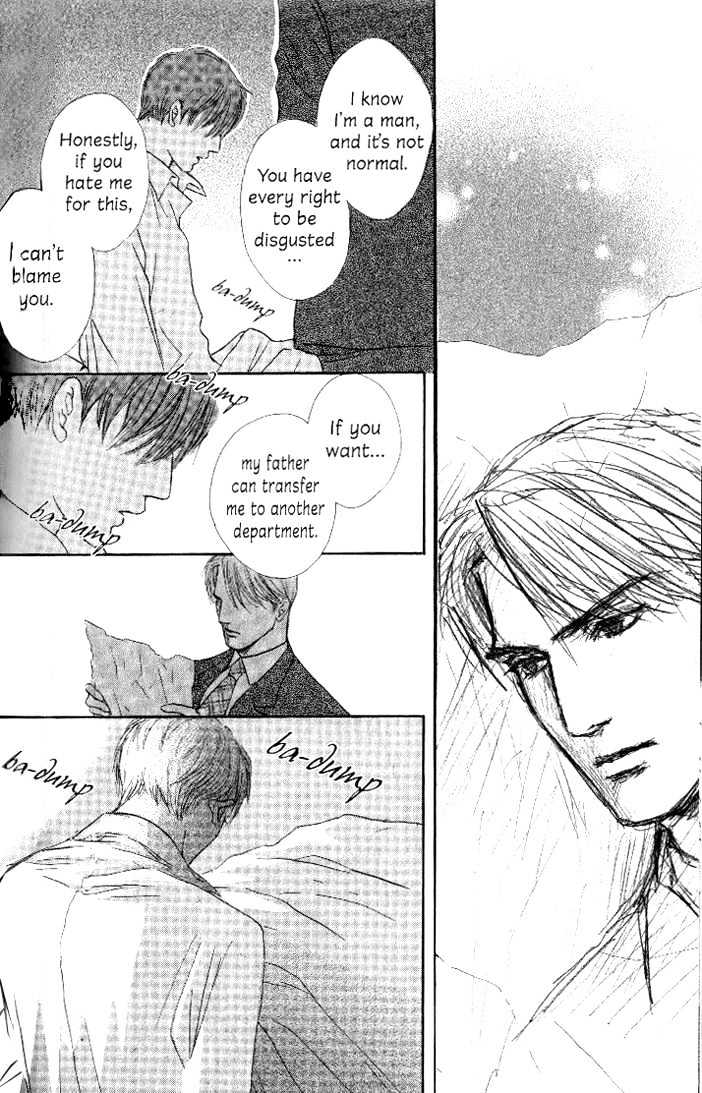 I know
I'm a man,
and it's not
normal.
You have
every right
to be
disgusted
...
Honestly,
if you
hate me
for this,
I can't
blame
you.
ba-dump
ba-dump
If you
want...
my father
can transfer
me to another
department.
ba-dump
ba-dump
ba-dump